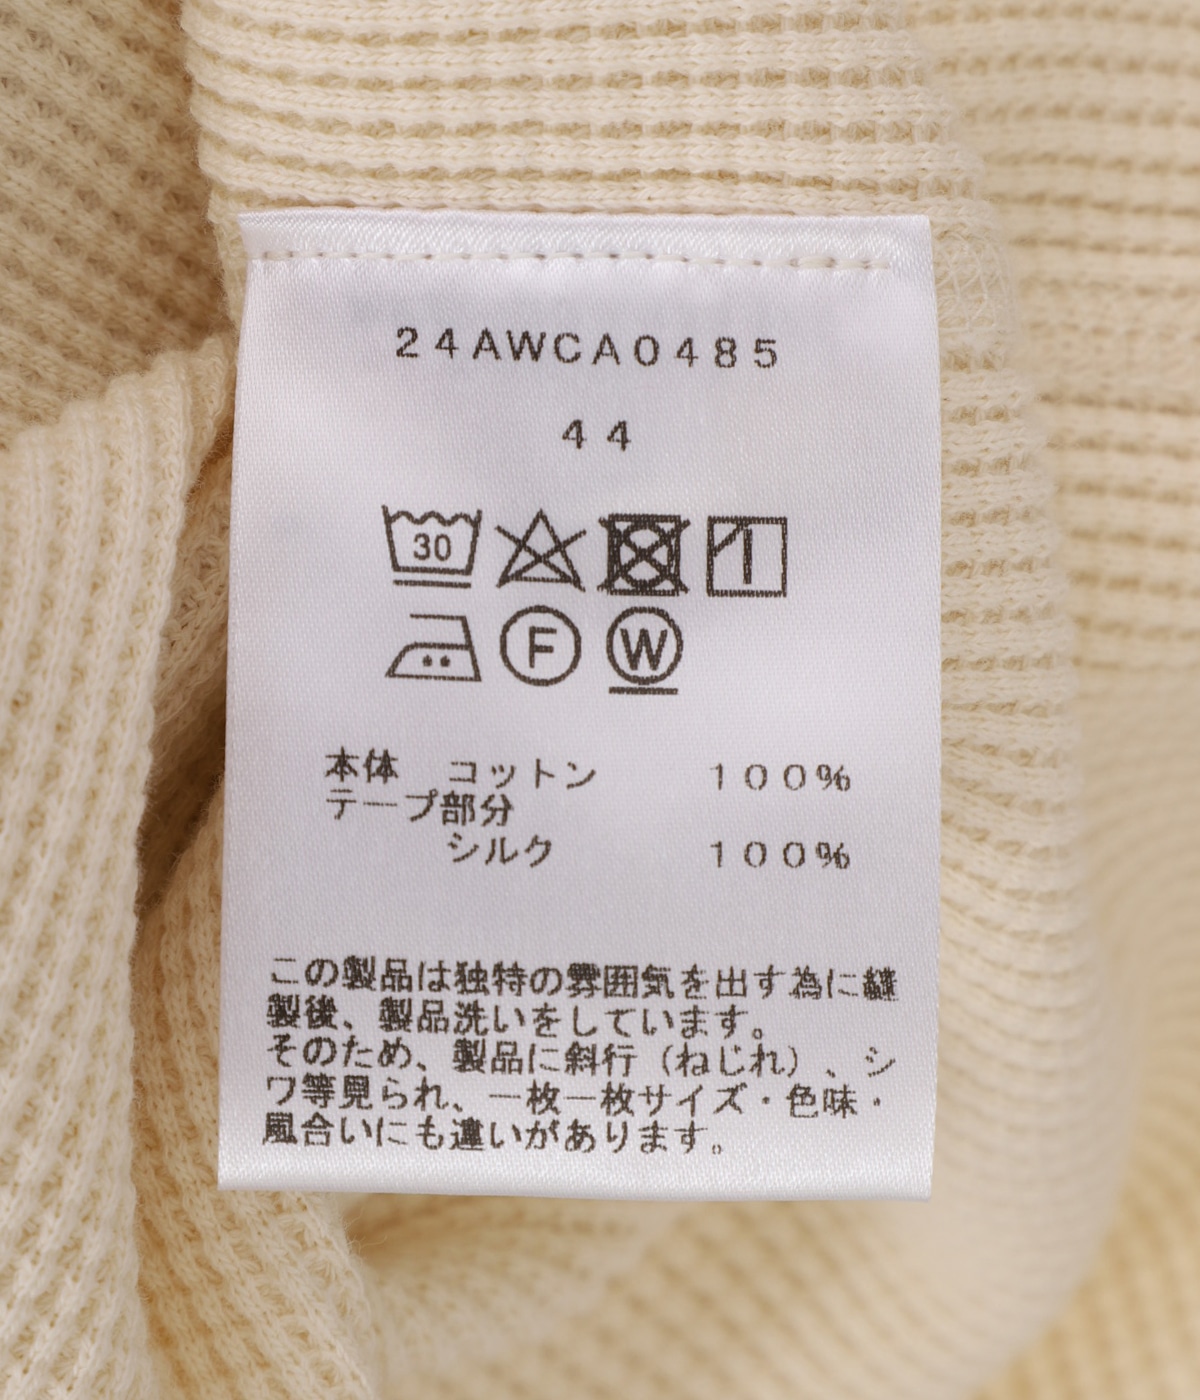 24AWCA0485
44
30
F W
本体 コットン 100%
テープ部分
シルク 100%
この製品は独特の雰囲気を出す為に縫
製後、製品洗いをしています。
そのため、製品に斜行（ねじれ）、シ
ワ等見られ、一枚一枚サイズ・色味・
風合いにも違いがあります。